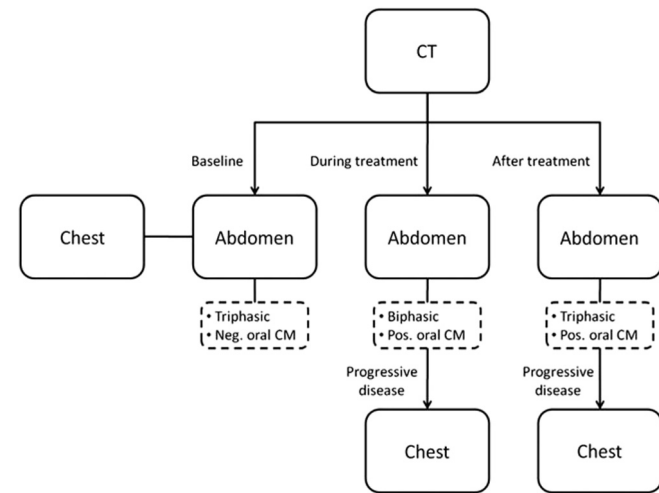 CT
Baseline
During treatment
After treatment
Chest
Abdomen
Abdomen
Abdomen
• Triphasic
• Neg. oral CM
• Biphasic
• Pos. oral CM
• Triphasic
• Pos. oral CM
Progressive
disease
Progressive
disease
Chest
Chest